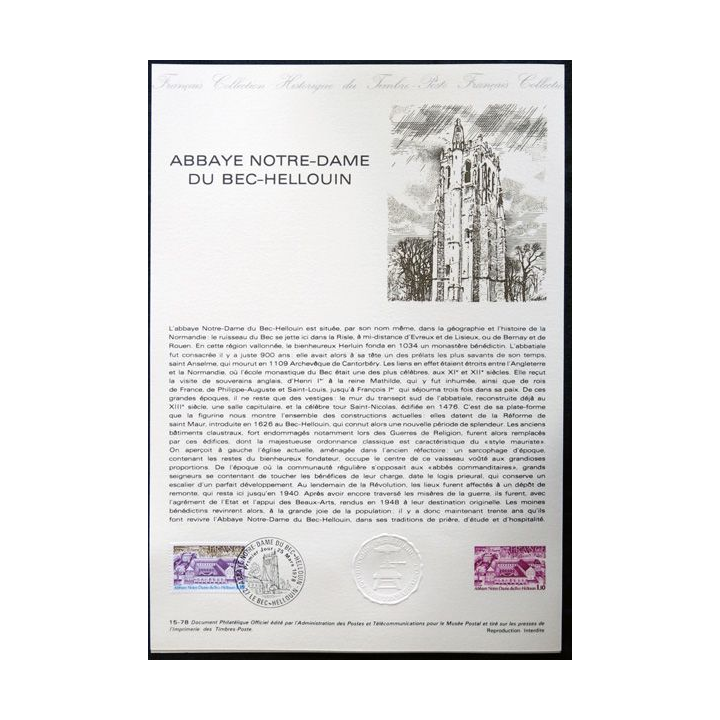 Français Collection Historique du Timbre-Poste Français Collection
ABBAYE NOTRE-DAME
DU BEC-HELLOUIN
L'abbaye Notre-Dame du Bec-Hellouin est située, par son nom même, dans la géographie et l'histoire de la
Normandie : le ruisseau du Bec se jette ici dans la Risle, à mi-distance d'Evreux et de Lisieux, ou de Bernay et de
Rouen. En cette région vallonnée, le bienheureux Herluin fonda en 1034 un monastère bénédictin. L'abbatiale
fut consacrée il y a juste 900 ans : elle avait alors à sa tête un des prélats les plus savants de son temps,
saint Anselme, qui mourut en 1109 Archevêque de Cantorbéry. Les liens en effet étaient étroits entre l'Angleterre
et la Normandie, où l'école monastique du Bec était une des plus célèbres, aux XIe et XIIe siècles. Elle reçut
la visite de souverains anglais, d'Henri Ier à la reine Mathilde, qui y fut inhumée, ainsi que de rois
de France, de Philippe-Auguste et Saint-Louis, jusqu'à François Ier qui séjourna trois fois dans sa paix. De ces
grandes époques, il ne reste que des vestiges : le mur du transept sud de l'abbatiale, reconstruite déjà au
XIIIe siècle, une salle capitulaire, et la célèbre tour Saint-Nicolas, édifiée en 1476. C'est de sa plate-forme
que la figurine nous montre l'ensemble des constructions actuelles : elles datent de la Réforme de
saint Maur, introduite en 1626 au Bec-Hellouin, qui connut alors une nouvelle période de splendeur. Les anciens
bâtiments claustraux, fort endommagés notamment lors des Guerres de Religion, furent alors remplacés
par ces édifices, dont la majestueuse ordonnance classique est caractéristique du «style mauriste».
On aperçoit à gauche l'église actuelle, aménagée dans l'ancien réfectoire : un sarcophage d'époque,
contenant les restes du bienheureux fondateur, occupe le centre de ce vaisseau voûté aux grandioses
proportions. De l'époque où la communauté régulière s'opposait aux «abbés commanditaires», grands
seigneurs se contentant de toucher les bénéfices de leur charge, date le logis prieural, qui conserve un
escalier d'un parfait développement. Au lendemain de la Révolution, les lieux furent affectés à un dépôt de
remonte, qui resta ici jusqu'en 1940. Après avoir encore traversé les misères de la guerre, ils furent, avec
l'agrément de l'Etat et l'appui des Beaux-Arts, rendus en 1948 à leur destination originelle. Les moines
bénédictins revinrent alors, à la grande joie de la population : il y a donc maintenant trente ans qu'ils
font revivre l'Abbaye Notre-Dame du Bec-Hellouin, dans ses traditions de prière, d'étude et d'hospitalité.
ABBAYE NOTRE-DAME DU BEC-HELLOUIN
Premier Jour 25 Mars 1978
27 LE BEC-HELLOUIN
Abbaye Notre-Dame du Bec-Hellouin 1,10
15-78 Document Philatélique Officiel édité par l'Administration des Postes et Télécommunications pour le Musée Postal et tiré sur les presses de
l'Imprimerie des Timbres-Poste.
Reproduction Interdite